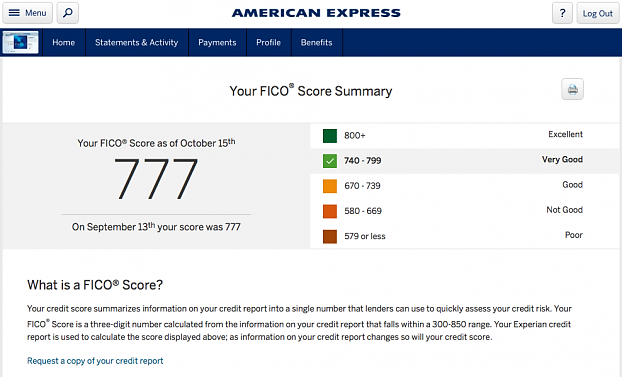 Menu
AMERICAN EXPRESS
?
Log Out
Home
Statements & Activity
Payments
Profile
Benefits
Your FICO® Score Summary
Your FICO® Score as of October 15th
777
On September 13th your score was 777
800+ Excellent
740 - 799 Very Good
670 - 739 Good
580 - 669 Not Good
579 or less Poor
What is a FICO® Score?
Your credit score summarizes information on your credit report into a single number that lenders can use to quickly assess your credit risk. Your
FICO® Score is a three-digit number calculated from the information on your credit report that falls within a 300-850 range. Your Experian credit
report is used to calculate the score displayed above; as information on your credit report changes so will your credit score.
Request a copy of your credit report